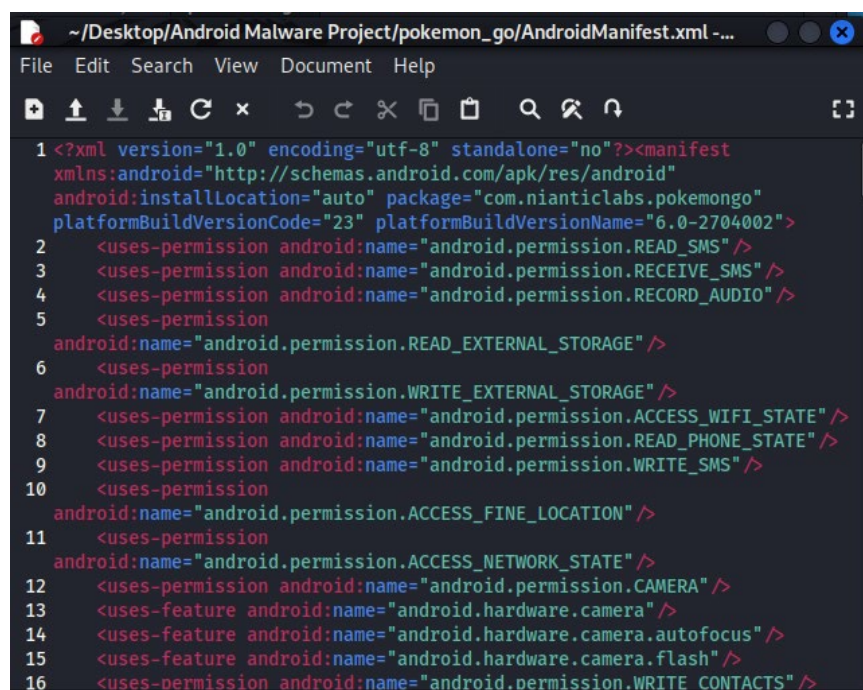 ~/Desktop/Android Malware Project/pokemon_go/AndroidManifest.xml -...
File Edit Search View Document Help
1 <?xml version="1.0" encoding="utf-8" standalone="no"?><manifest
xmlns:android="http://schemas.android.com/apk/res/android"
android:installLocation="auto" package="com.nianticlabs.pokemongo"
platformBuildVersionCode="23" platformBuildVersionName="6.0-2704002">
2 <uses-permission android:name="android.permission.READ_SMS"/>
3 <uses-permission android:name="android.permission.RECEIVE_SMS"/>
4 <uses-permission android:name="android.permission.RECORD_AUDIO"/>
5 <uses-permission
android:name="android.permission.READ_EXTERNAL_STORAGE"/>
6 <uses-permission
android:name="android.permission.WRITE_EXTERNAL_STORAGE"/>
7 <uses-permission android:name="android.permission.ACCESS_WIFI_STATE"/>
8 <uses-permission android:name="android.permission.READ_PHONE_STATE"/>
9 <uses-permission android:name="android.permission.WRITE_SMS"/>
10 <uses-permission
android:name="android.permission.ACCESS_FINE_LOCATION"/>
11 <uses-permission
android:name="android.permission.ACCESS_NETWORK_STATE"/>
12 <uses-permission android:name="android.permission.CAMERA"/>
13 <uses-feature android:name="android.hardware.camera"/>
14 <uses-feature android:name="android.hardware.camera.autofocus"/>
15 <uses-feature android:name="android.hardware.camera.flash"/>
16 <uses-permission android:name="android.permission.WRITE_CONTACTS"/>